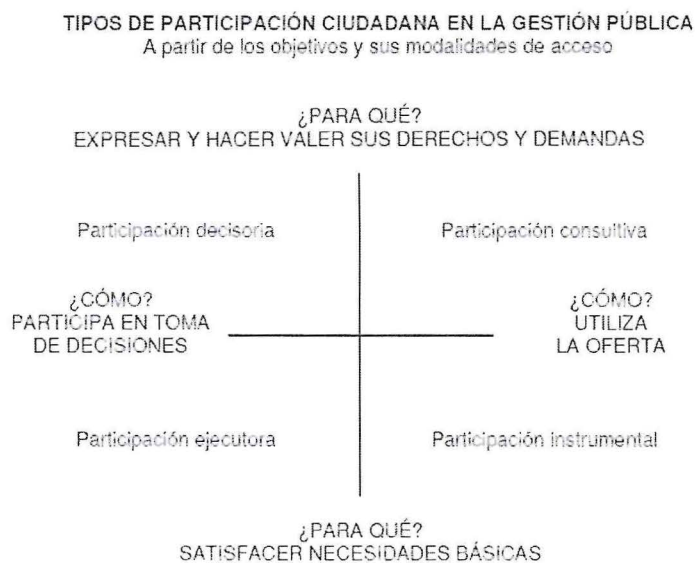 TIPOS DE PARTICIPACIÓN CIUDADANA EN LA GESTIÓN PÚBLICA
A partir de los objetivos y sus modalidades de acceso
¿PARA QUÉ?
EXPRESAR Y HACER VALER SUS DERECHOS Y DEMANDAS
Participación decisoria
Participación consultiva
¿CÓMO?
PARTICIPA EN TOMA
DE DECISIONES
¿CÓMO?
UTILIZA
LA OFERTA
Participación ejecutora
Participación instrumental
¿PARA QUÉ?
SATISFACER NECESIDADES BÁSICAS